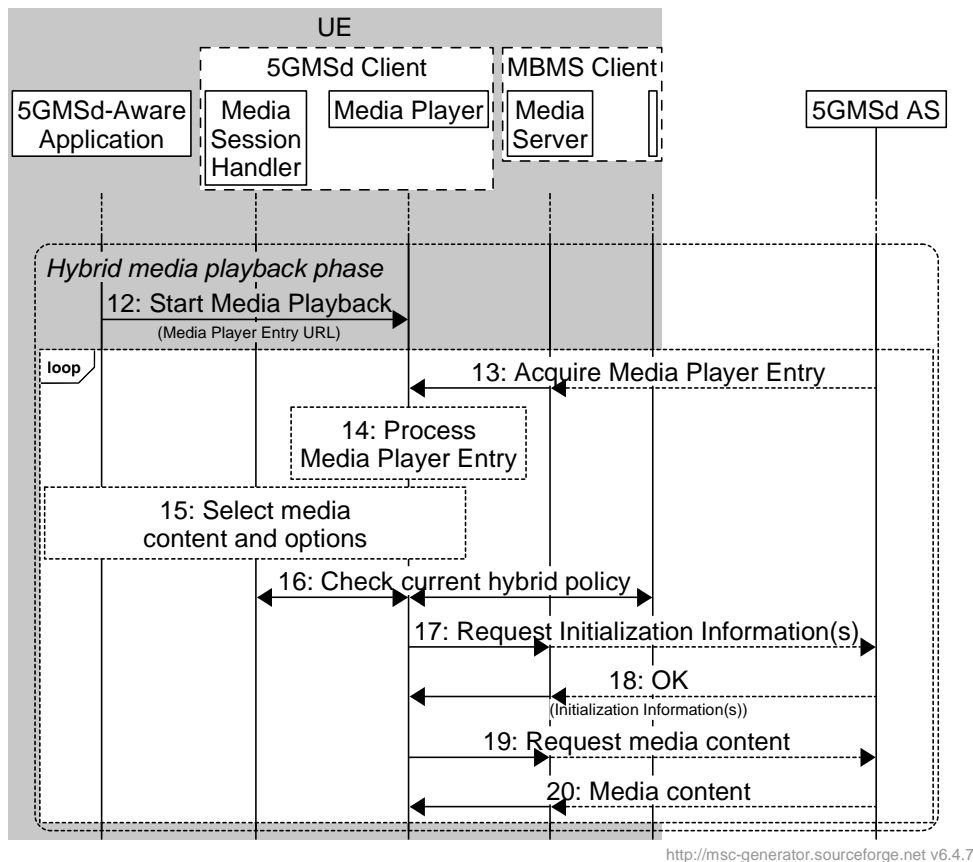 UE
5GMSd Client
MBMS Client
5GMSd-Aware
Application
Media
Session
Handler
Media Player
Media
Server
5GMSd AS
Hybrid media playback phase
12: Start Media Playback
(Media Player Entry URL)
loop
13: Acquire Media Player Entry
14: Process
Media Player Entry
15: Select media
content and options
16: Check current hybrid policy
17: Request Initialization Information(s)
18: OK
(Initialization Information(s))
19: Request media content
20: Media content
http://msc-generator.sourceforge.net v6.4.7